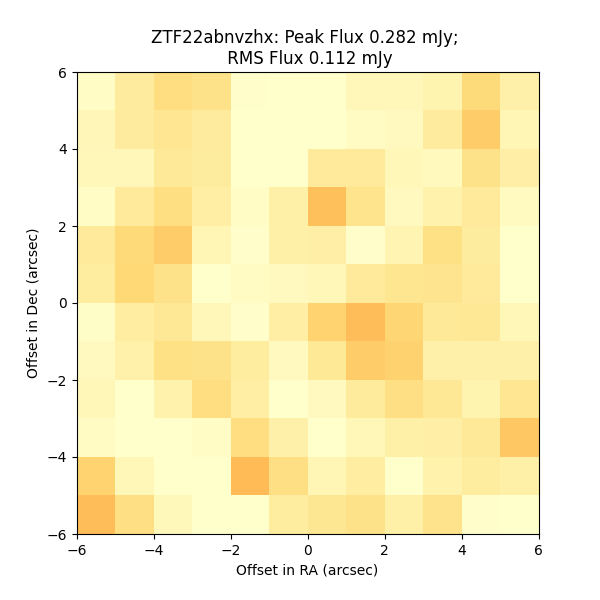 ZTF22abnvzhx: Peak Flux 0.282 mJy;
RMS Flux 0.112 mJy
6
4
2
0
−2
−4
−6
Offset in Dec (arcsec)
−6 −4 −2 0 2 4 6
Offset in RA (arcsec)